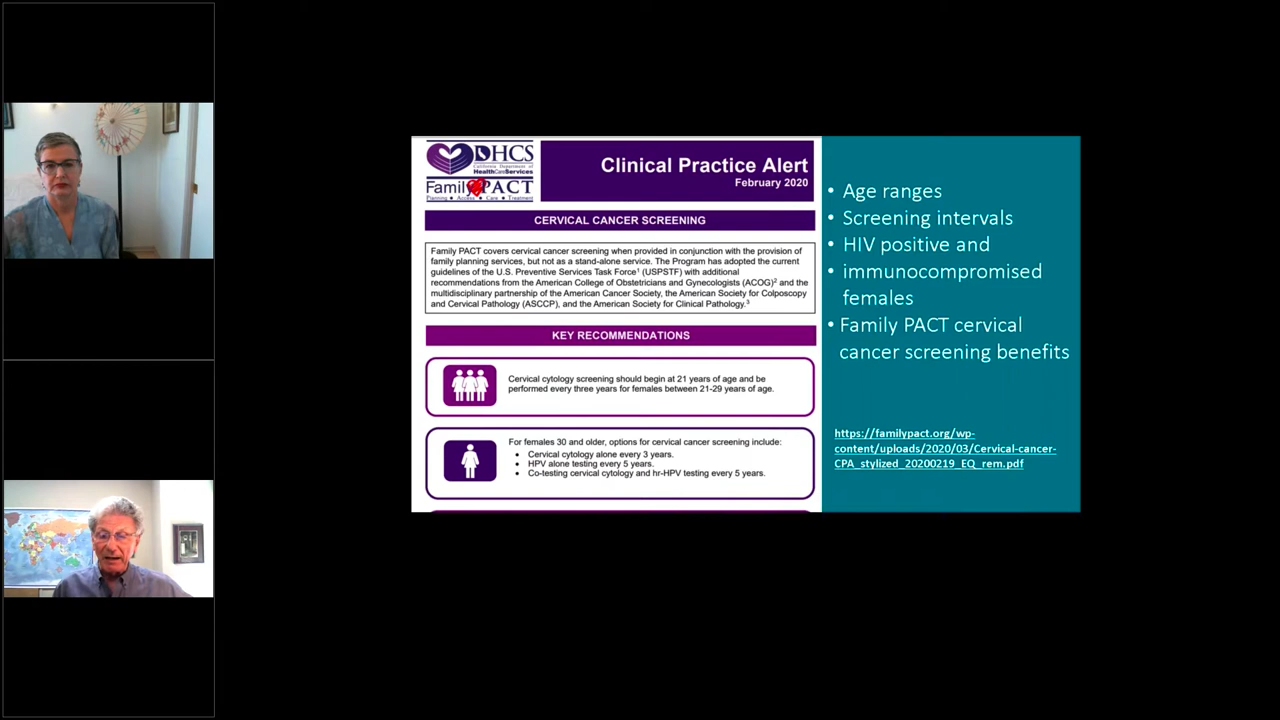 DHCS
California Department of
HealthCareServices
Family PACT
Planning • Access • Care • Treatment
Clinical Practice Alert
February 2020
CERVICAL CANCER SCREENING
Family PACT covers cervical cancer screening when provided in conjunction with the provision of
family planning services, but not as a stand-alone service. The Program has adopted the current
guidelines of the U.S. Preventive Services Task Force¹ (USPSTF) with additional
recommendations from the American College of Obstetricians and Gynecologists (ACOG)² and the
multidisciplinary partnership of the American Cancer Society, the American Society for Colposcopy
and Cervical Pathology (ASCCP), and the American Society for Clinical Pathology.³
KEY RECOMMENDATIONS
Cervical cytology screening should begin at 21 years of age and be
performed every three years for females between 21-29 years of age.
For females 30 and older, options for cervical cancer screening include:
• Cervical cytology alone every 3 years.
• HPV alone testing every 5 years.
• Co-testing cervical cytology and hr-HPV testing every 5 years.
• Age ranges
• Screening intervals
• HIV positive and
• immunocompromised
females
• Family PACT cervical
cancer screening benefits
https://familypact.org/wp-
content/uploads/2020/03/Cervical-cancer-
CPA_stylized_20200219_EQ_rem.pdf